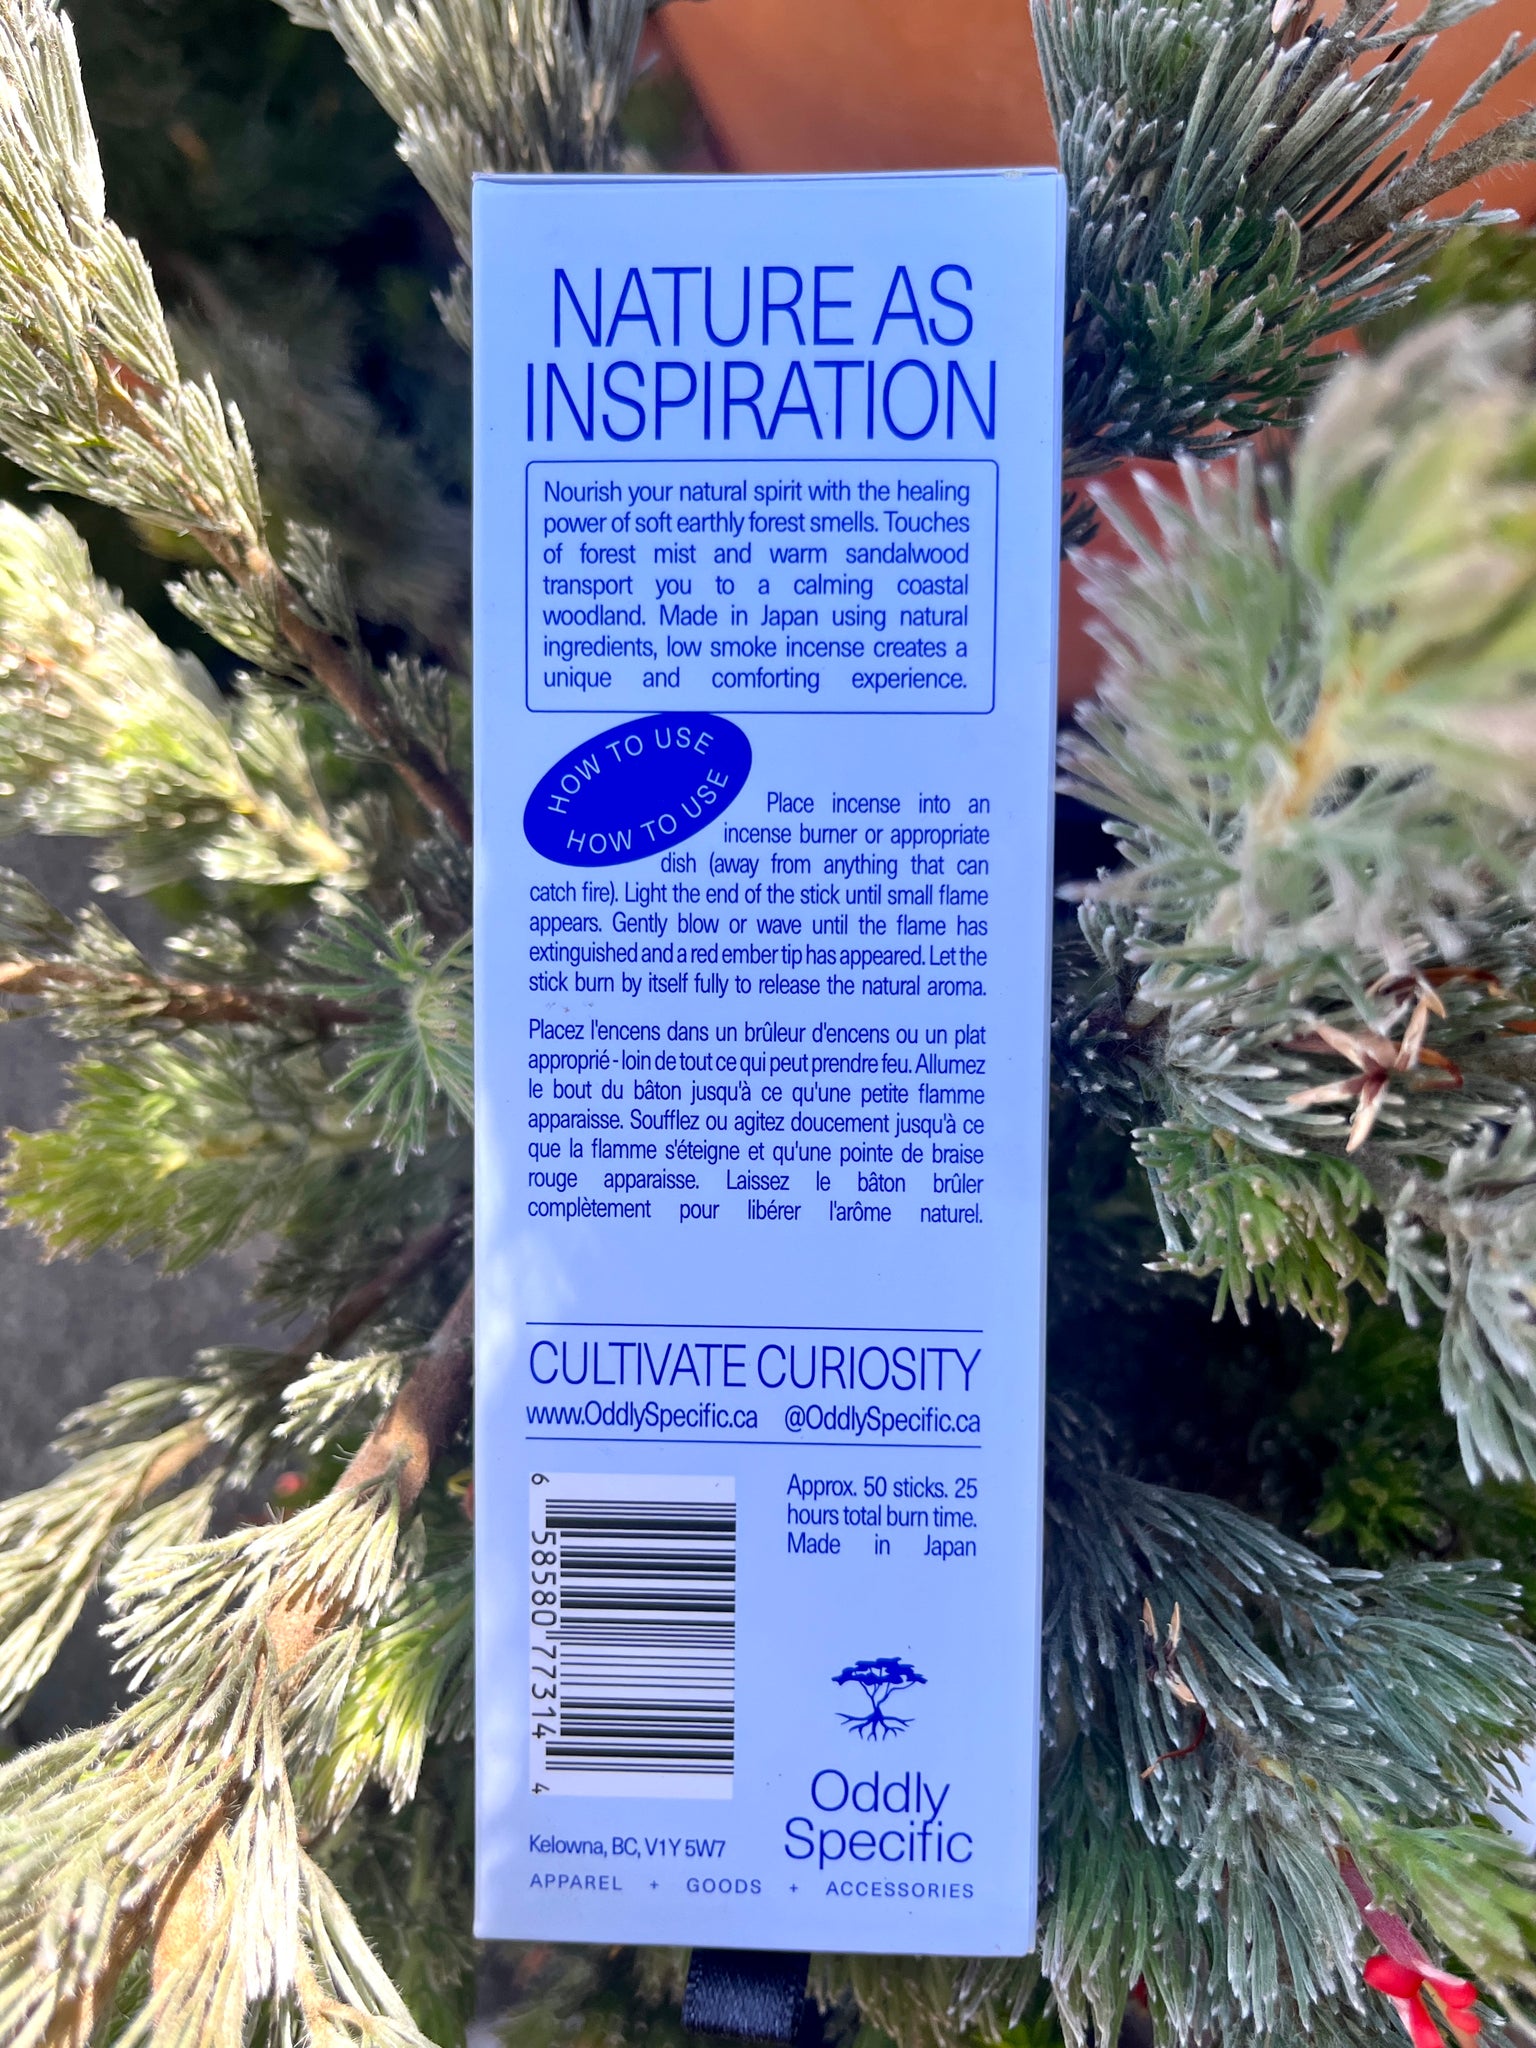 NATURE AS
INSPIRATION
Nourish your natural spirit with the healing
power of soft earthly forest smells. Touches
of forest mist and warm sandalwood
transport you to a calming coastal
woodland. Made in Japan using natural
ingredients, low smoke incense creates a
unique and comforting experience.
HOW TO USE
HOW TO USE
Place incense into an
incense burner or appropriate
dish (away from anything that can
catch fire). Light the end of the stick until small flame
appears. Gently blow or wave until the flame has
extinguished and a red ember tip has appeared. Let the
stick burn by itself fully to release the natural aroma.
Placez l'encens dans un brûleur d'encens ou un plat
approprié - loin de tout ce qui peut prendre feu. Allumez
le bout du bâton jusqu'à ce qu'une petite flamme
apparaisse. Soufflez ou agitez doucement jusqu'à ce
que la flamme s'éteigne et qu'une pointe de braise
rouge apparaisse. Laissez le bâton brûler
complètement pour libérer l'arôme naturel.
CULTIVATE CURIOSITY
www.OddlySpecific.ca @OddlySpecific.ca
6 58580 77314 4
Approx. 50 sticks. 25
hours total burn time.
Made in Japan
Oddly
Specific
Kelowna, BC, V1Y 5W7
APPAREL + GOODS + ACCESSORIES